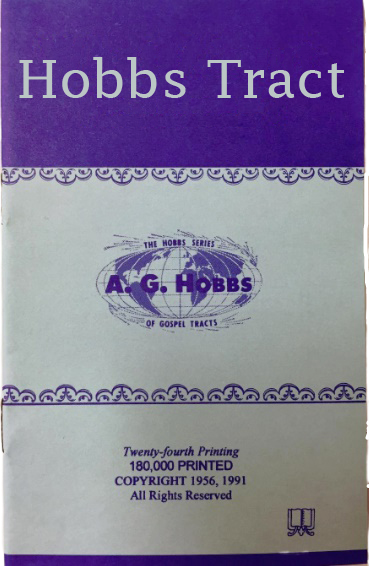 Hobbs Tract
THE HOBBS SERIES
A. G. HOBBS
OF GOSPEL TRACTS
Twenty-fourth Printing
180,000 PRINTED
COPYRIGHT 1956, 1991
All Rights Reserved